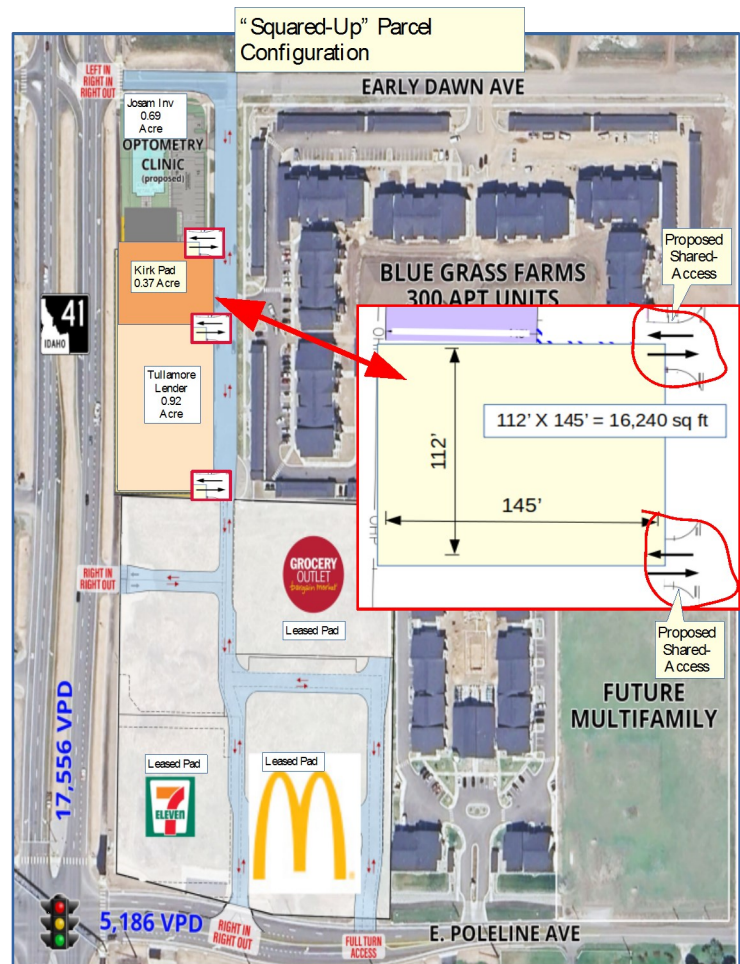 “Squared-Up” Parcel
Configuration
LEFT IN
RIGHT IN
RIGHT OUT
EARLY DAWN AVE
Josam Inv
0.69
Acre
OPTOMETRY
CLINIC
(proposed)
Kirk Pad
0.37 Acre
BLUE GRASS FARMS
300 APT UNITS
Proposed
Shared-
Access
41
IDAHO
Tullamore
Lender
0.92
Acre
112’ X 145’ = 16,240 sq ft
112’
145’
RIGHT IN
RIGHT OUT
GROCERY
OUTLET
bargain market
Leased Pad
Proposed
Shared-
Access
FUTURE
MULTIFAMILY
17,556 VPD
Leased Pad
Leased Pad
7
ELEVEN
M
5,186 VPD
RIGHT IN
RIGHT OUT
FULL TURN
ACCESS
E. POLELINE AVE